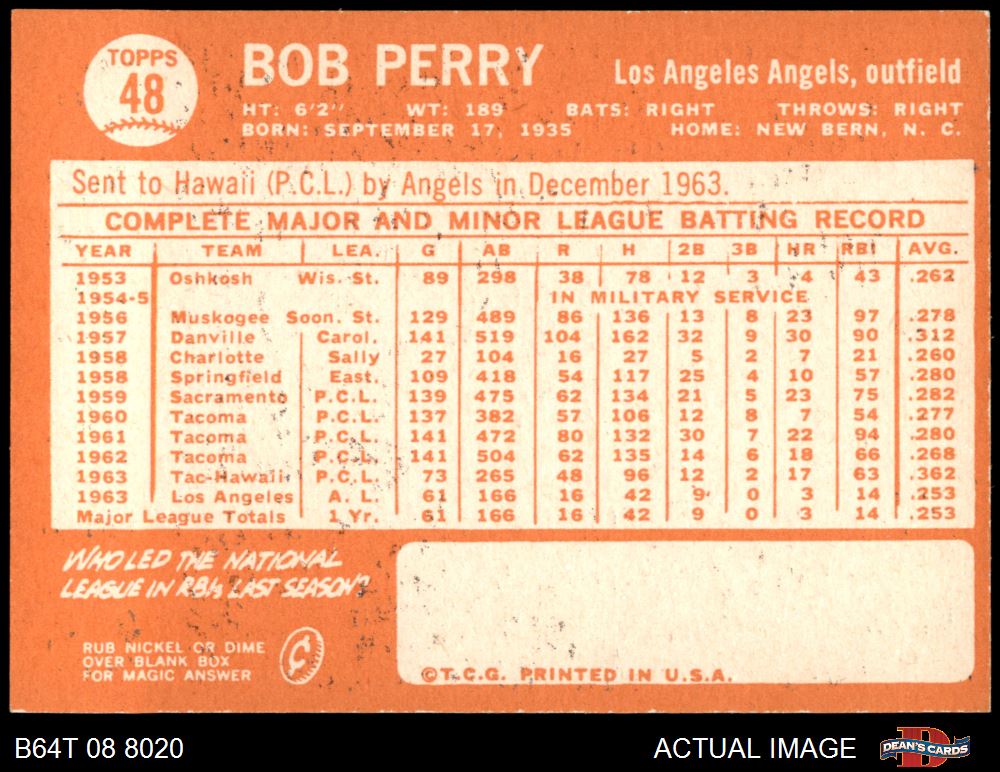 TOPPS
48
BOB PERRY
Los Angeles Angels, outfield
HT: 6'2" WT: 189 BATS: RIGHT THROWS: RIGHT
BORN: SEPTEMBER 17, 1935 HOME: NEW BERN, N. C.
Sent to Hawaii (P.C.L.) by Angels in December 1963.
COMPLETE MAJOR AND MINOR LEAGUE BATTING RECORD
YEAR TEAM LEA. G AB R H 2B 3B HR RBI AVG.
1953 Oshkosh Wis. St. 89 298 38 78 12 3 4 43 .262
1954-5 IN MILITARY SERVICE
1956 Muskogee Soon. St. 129 489 86 136 13 8 23 97 .278
1957 Danville Carol. 141 519 104 162 32 9 30 90 .312
1958 Charlotte Sally 27 104 16 27 5 2 7 21 .260
1958 Springfield East. 109 418 54 117 25 4 10 57 .280
1959 Sacramento P.C.L. 139 475 62 134 21 5 23 75 .282
1960 Tacoma P.C.L. 137 382 57 106 12 8 7 54 .277
1961 Tacoma P.C.L. 141 472 80 132 30 7 22 94 .280
1962 Tacoma P.C.L. 141 504 62 135 14 6 18 66 .268
1963 Tac-Hawaii P.C.L. 73 265 48 96 12 2 17 63 .362
1963 Los Angeles A. L. 61 166 16 42 9 0 3 14 .253
Major League Totals 1 Yr. 61 166 16 42 9 0 3 14 .253
WHO LED THE NATIONAL
LEAGUE IN RBIs LAST SEASON?
RUB NICKEL OR DIME
OVER BLANK BOX
FOR MAGIC ANSWER
©T.C.G. PRINTED IN U.S.A.
B64T 08 8020
ACTUAL IMAGE
DEAN'S CARDS